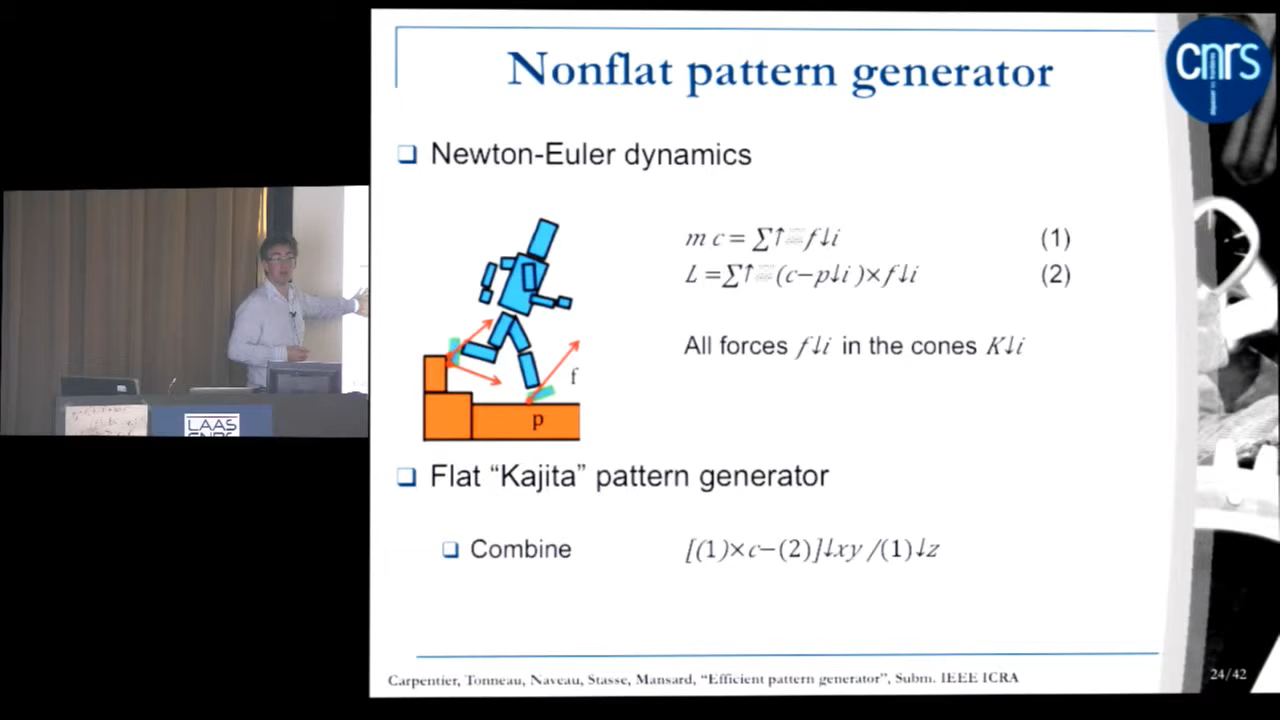 Nonflat pattern generator
cnrs
Newton-Euler dynamics
m c = ∑↑ f↓i (1)
L = ∑↑ (c−p↓i )× f↓i (2)
All forces f↓i in the cones K↓i
f
p
LAAS
CNRS
Flat “Kajita” pattern generator
Combine [(1)×c−(2)]↓xy /(1)↓z
Carpentier, Tonneau, Naveau, Stasse, Mansard, “Efficient pattern generator”, Subm. IEEE ICRA
24/42